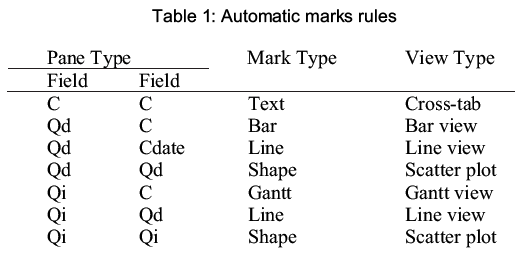 Table 1: Automatic marks rules
Pane Type Mark Type View Type
Field Field
C C Text Cross-tab
Qd C Bar Bar view
Qd Cdate Line Line view
Qd Qd Shape Scatter plot
Qi C Gantt Gantt view
Qi Qd Line Line view
Qi Qi Shape Scatter plot